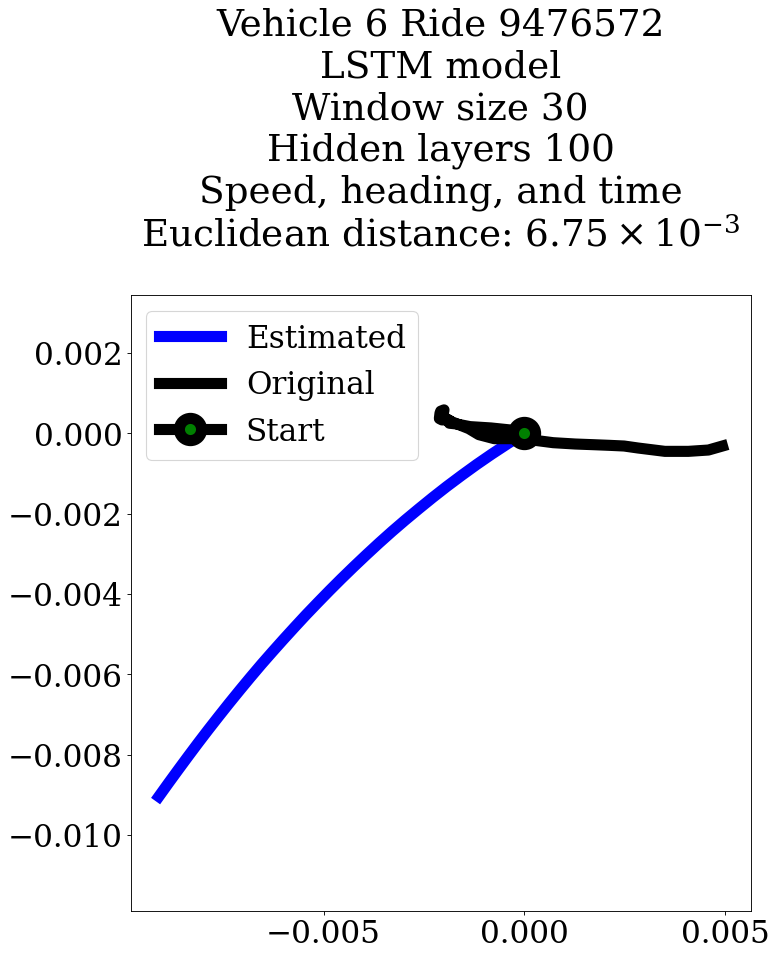 Vehicle 6 Ride 9476572
LSTM model
Window size 30
Hidden layers 100
Speed, heading, and time
Euclidean distance: 6.75 × 10⁻³
Estimated
Original
Start
0.002
0.000
−0.002
−0.004
−0.006
−0.008
−0.010
−0.005
0.000
0.005